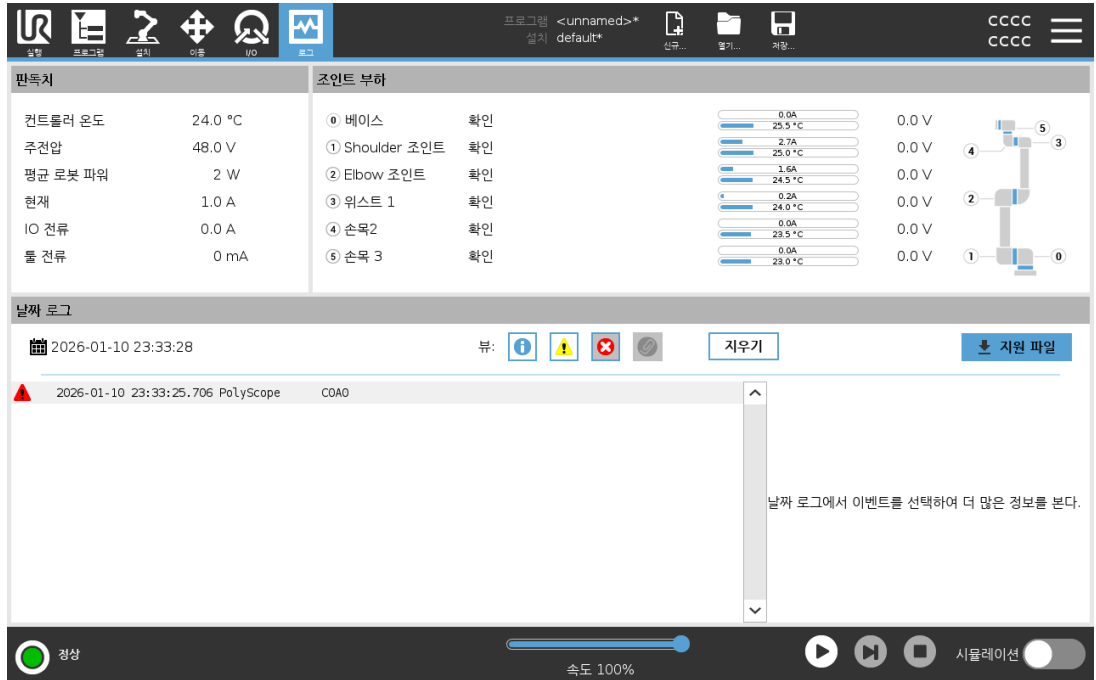 프로그램 <unnamed>*
설치 default*
CCCC
CCCC
실행 프로그램 설치 이동 I/O 로그 신규... 열기... 저장...
판독치
조인트 부하
컨트롤러 온도 24.0 °C
주전압 48.0 V
평균 로봇 파워 2 W
현재 1.0 A
IO 전류 0.0 A
툴 전류 0 mA
0 베이스 확인 0.0A 25.5 °C 0.0 V
1 Shoulder 조인트 확인 2.7A 25.0 °C 0.0 V
2 Elbow 조인트 확인 1.6A 24.5 °C 0.0 V
3 위스트 1 확인 0.2A 24.0 °C 0.0 V
4 손목2 확인 0.0A 23.5 °C 0.0 V
5 손목 3 확인 0.0A 23.0 °C 0.0 V
5
4 3
2
1 0
날짜 로그
2026-01-10 23:33:28 뷰: 지우기 지원 파일
2026-01-10 23:33:25.706 PolyScope C0A0
날짜 로그에서 이벤트를 선택하여 더 많은 정보를 본다.
정상
속도 100%
시뮬레이션